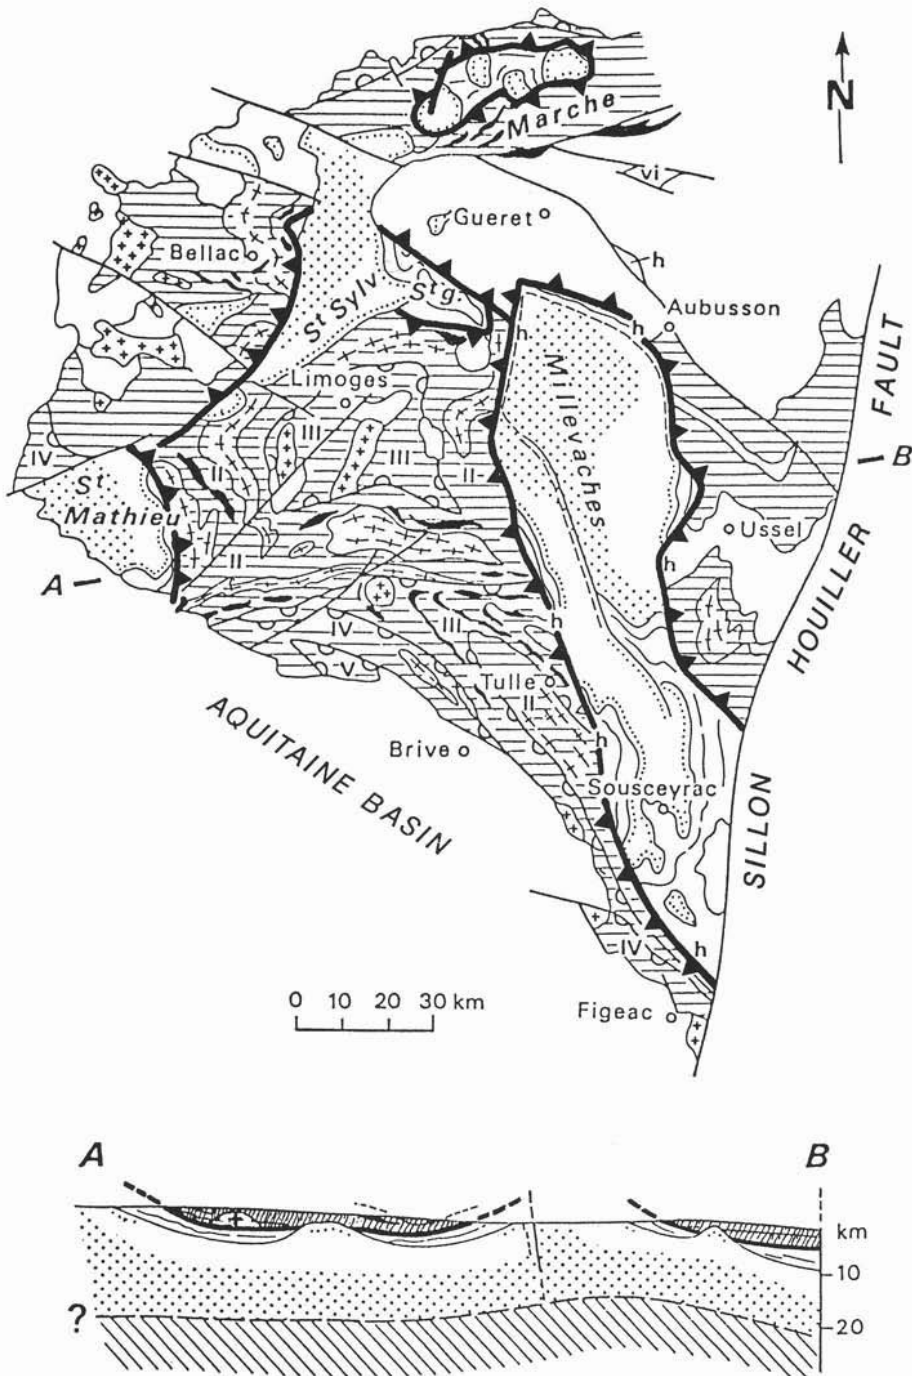 N
Marche
vi
Gueret
Bellac
h
St Sylv
St g.
Aubusson
h
h
Limoges
Millevaches
FAULT
III
III
IV
II
II
B
St
Mathieu
Ussel
A
II
h
HOUILLER
IV
III
h
V
Tulle
II
AQUITAINE BASIN
Brive
h
Sousceyrac
SILLON
IV
h
0 10 20 30 km
Figeac
A
B
km
10
?
20